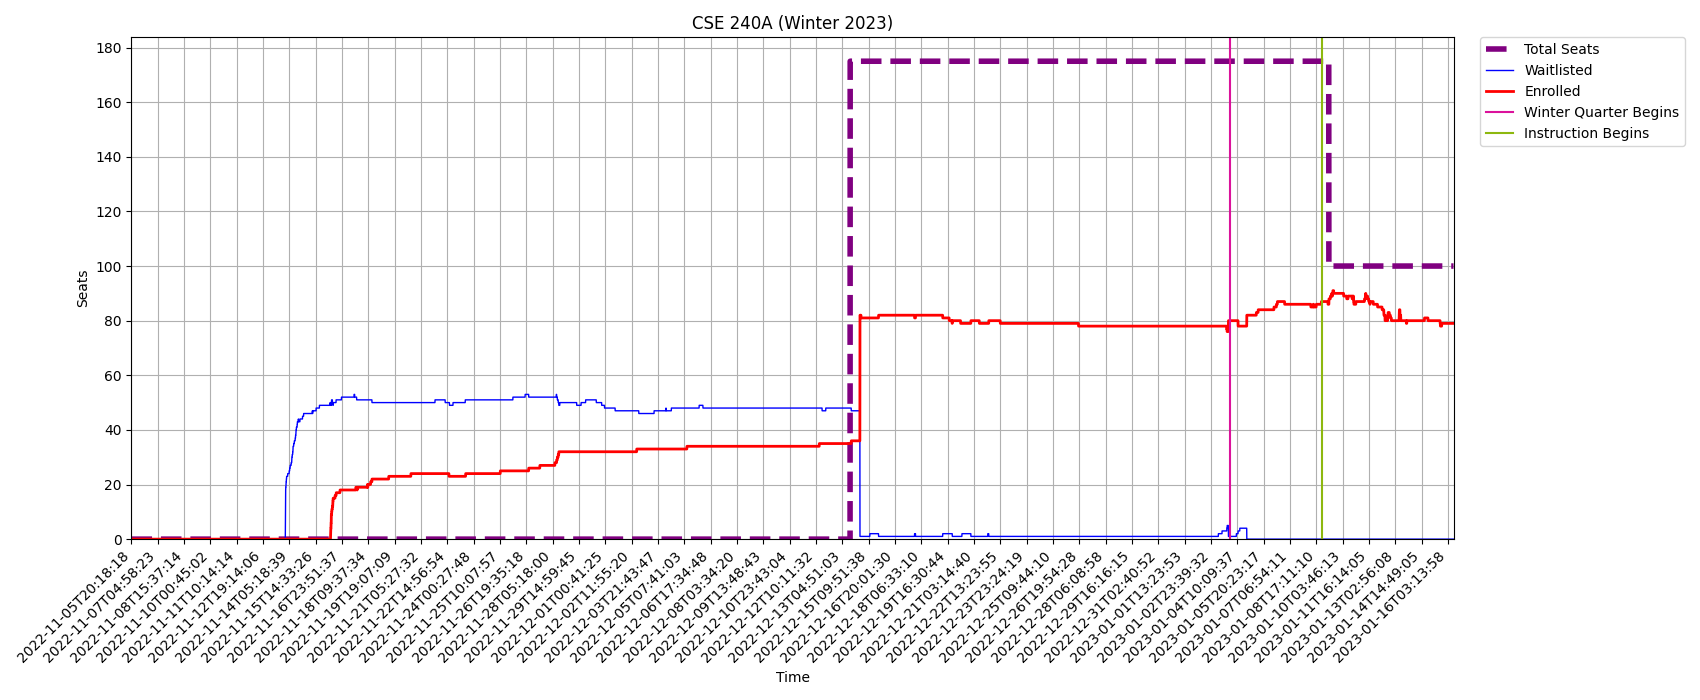 CSE 240A (Winter 2023)
Total Seats
Waitlisted
Enrolled
Winter Quarter Begins
Instruction Begins
Seats
180
160
140
120
100
80
60
40
20
0
2022-11-05T20:18:18
2022-11-07T04:58:23
2022-11-08T15:37:14
2022-11-10T00:45:02
2022-11-11T10:14:14
2022-11-12T19:14:06
2022-11-14T05:18:39
2022-11-15T14:33:26
2022-11-16T23:51:37
2022-11-18T09:37:34
2022-11-19T19:07:09
2022-11-21T05:27:32
2022-11-22T14:56:54
2022-11-24T00:27:48
2022-11-25T10:07:57
2022-11-26T19:35:18
2022-11-28T05:18:00
2022-11-29T14:59:45
2022-12-01T00:41:25
2022-12-02T11:55:20
2022-12-03T21:43:47
2022-12-05T07:41:03
2022-12-06T17:34:48
2022-12-08T03:34:20
2022-12-09T13:48:43
2022-12-10T23:43:04
2022-12-12T10:11:32
2022-12-13T04:51:03
2022-12-15T09:51:38
2022-12-16T20:01:30
2022-12-18T06:33:10
2022-12-19T16:30:44
2022-12-21T03:14:40
2022-12-22T13:23:55
2022-12-23T23:24:19
2022-12-25T09:44:10
2022-12-26T19:54:28
2022-12-28T06:08:58
2022-12-29T16:16:15
2022-12-31T02:40:52
2023-01-01T13:23:53
2023-01-02T23:39:32
2023-01-04T10:09:37
2023-01-05T20:23:17
2023-01-07T06:54:11
2023-01-08T17:11:10
2023-01-10T03:46:13
2023-01-11T16:14:05
2023-01-13T02:56:08
2023-01-14T14:49:05
2023-01-16T03:13:58
Time